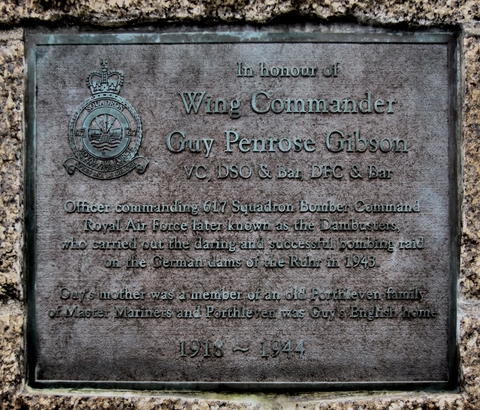 In honour of
Wing Commander
Guy Penrose Gibson
VC, DSO & Bar, DFC & Bar
Officer commanding 617 Squadron Bomber Command
Royal Air Force later known as the Dambusters,
who carried out the daring and successful bombing raid
on the German dams of the Ruhr in 1943
Guy's mother was a member of an old Porthleven family
of Master Mariners and Porthleven was Guy's English home
1918 ~ 1944